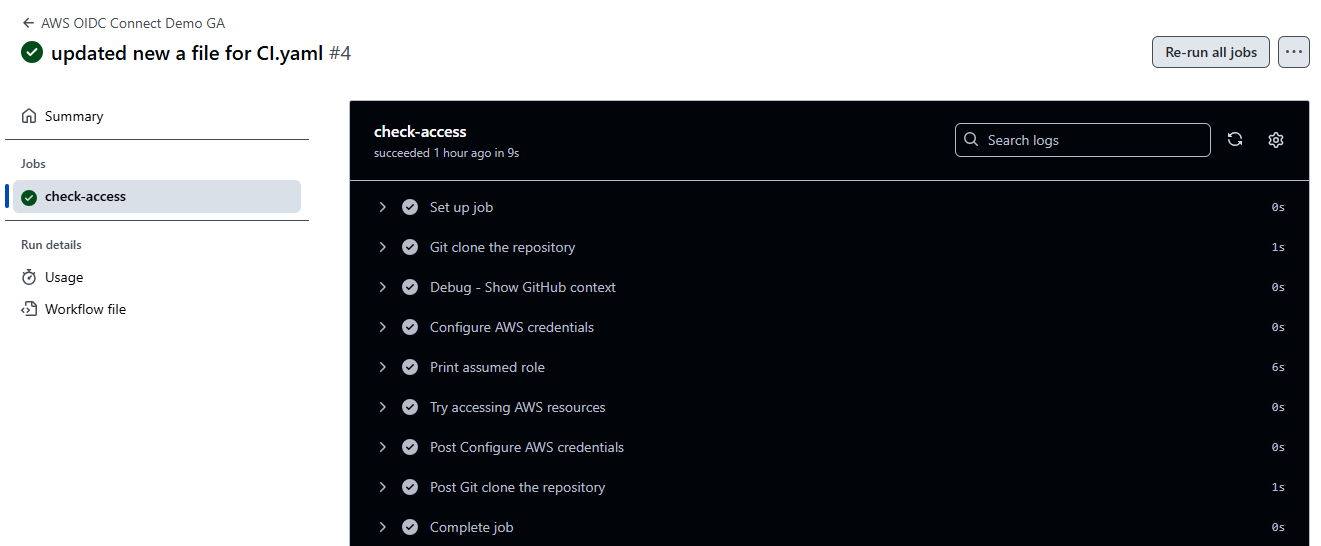 AWS OIDC Connect Demo GA
updated new a file for CI.yaml #4
Re-run all jobs
Summary
Jobs
check-access
Run details
Usage
Workflow file
check-access
succeeded 1 hour ago in 9s
Search logs
Set up job 0s
Git clone the repository 1s
Debug - Show GitHub context 0s
Configure AWS credentials 0s
Print assumed role 6s
Try accessing AWS resources 0s
Post Configure AWS credentials 0s
Post Git clone the repository 1s
Complete job 0s